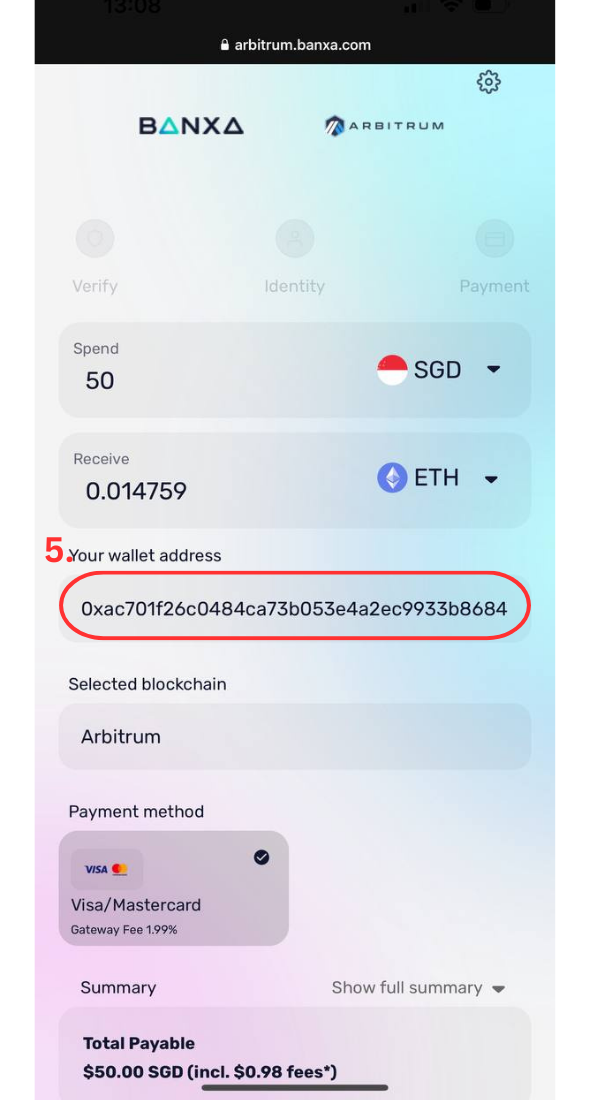 13:08
arbitrum.banxa.com
BANXA
ARBITRUM
Verify
Identity
Payment
Spend
50
SGD
Receive
0.014759
ETH
5.
Your wallet address
0xac701f26c0484ca73b053e4a2ec9933b8684
Selected blockchain
Arbitrum
Payment method
VISA
Visa/Mastercard
Gateway Fee 1.99%
Summary
Show full summary
Total Payable
$50.00 SGD (incl. $0.98 fees*)